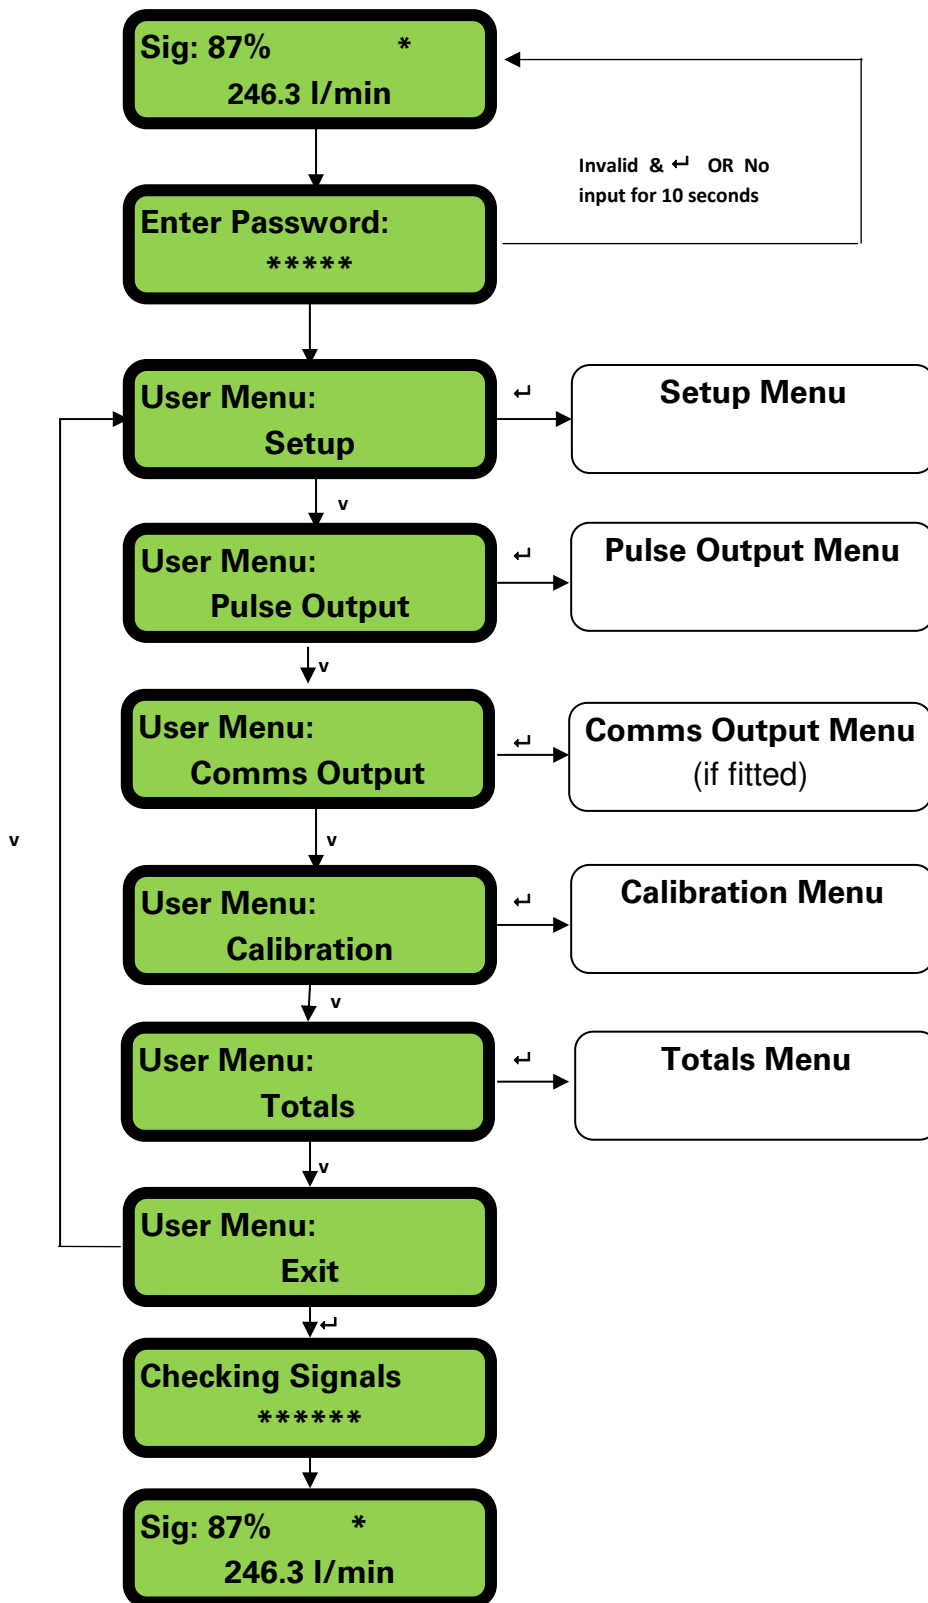 Sig: 87% *
246.3 l/min
Invalid & ↵ OR No
input for 10 seconds
Enter Password:
*****
User Menu:
Setup
↵
Setup Menu
v
User Menu:
Pulse Output
↵
Pulse Output Menu
v
User Menu:
Comms Output
↵
Comms Output Menu
(if fitted)
v
v
User Menu:
Calibration
↵
Calibration Menu
v
User Menu:
Totals
↵
Totals Menu
v
User Menu:
Exit
↵
Checking Signals
******
Sig: 87% *
246.3 l/min